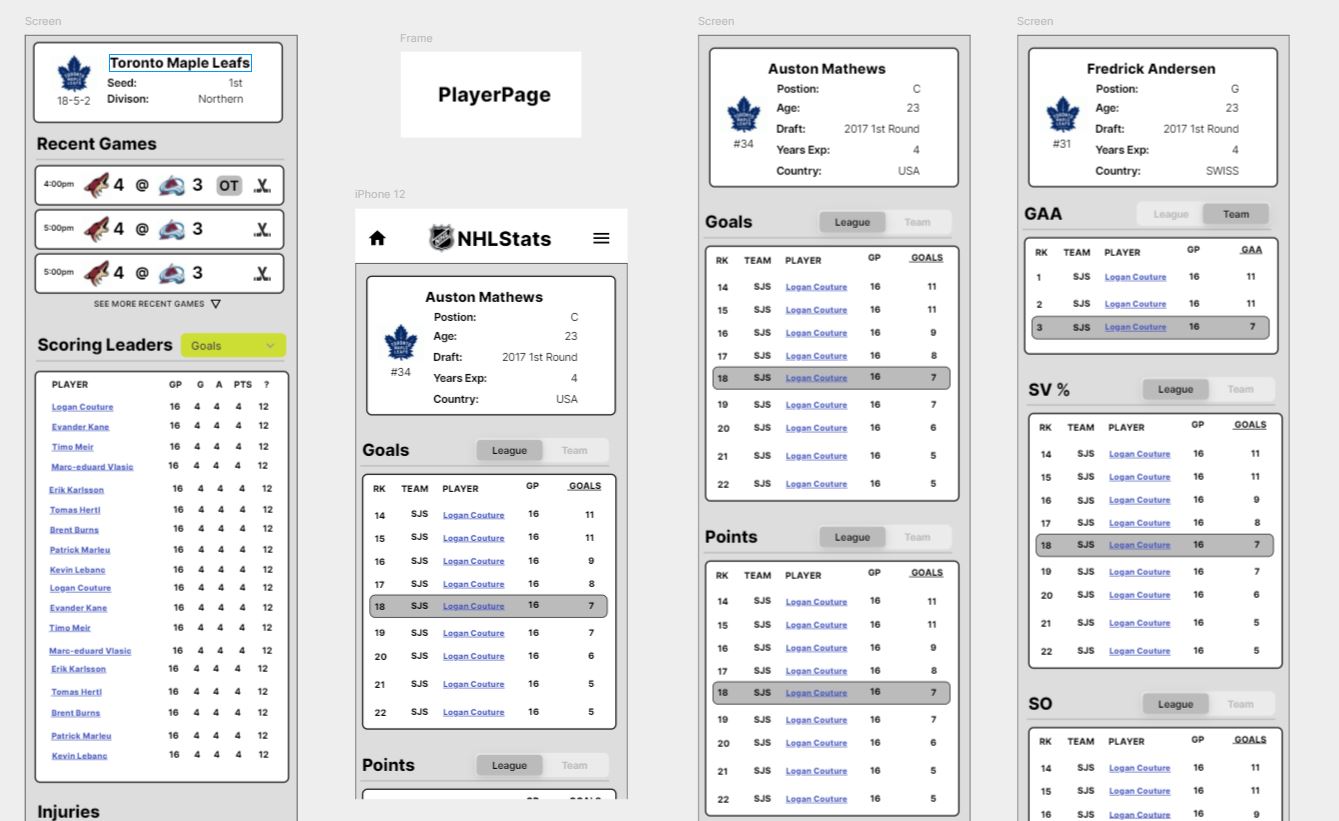 Screen
Toronto Maple Leafs
Seed: 1st
18-5-2
Divison: Northern
Recent Games
4:00pm 4 @ 3 OT
5:00pm 4 @ 3
5:00pm 4 @ 3
SEE MORE RECENT GAMES
Scoring Leaders Goals
PLAYER GP G A PTS ?
Logan Couture 16 4 4 4 12
Evander Kane 16 4 4 4 12
Timo Meir 16 4 4 4 12
Marc-eduard Vlasic 16 4 4 4 12
Erik Karlsson 16 4 4 4 12
Tomas Hertl 16 4 4 4 12
Brent Burns 16 4 4 4 12
Patrick Marleu 16 4 4 4 12
Kevin Lebanc 16 4 4 4 12
Logan Couture 16 4 4 4 12
Evander Kane 16 4 4 4 12
Timo Meir 16 4 4 4 12
Marc-eduard Vlasic 16 4 4 4 12
Erik Karlsson 16 4 4 4 12
Tomas Hertl 16 4 4 4 12
Brent Burns 16 4 4 4 12
Patrick Marleu 16 4 4 4 12
Kevin Lebanc 16 4 4 4 12
Injuries
Frame
PlayerPage
iPhone 12
NHLStats
Auston Mathews
Postion: C
Age: 23
Draft: 2017 1st Round
#34
Years Exp: 4
Country: USA
Goals League Team
RK TEAM PLAYER GP GOALS
14 SJS Logan Couture 16 11
15 SJS Logan Couture 16 11
16 SJS Logan Couture 16 9
17 SJS Logan Couture 16 8
18 SJS Logan Couture 16 7
19 SJS Logan Couture 16 7
20 SJS Logan Couture 16 6
21 SJS Logan Couture 16 5
22 SJS Logan Couture 16 5
Points League Team
Screen
Auston Mathews
Postion: C
Age: 23
Draft: 2017 1st Round
#34
Years Exp: 4
Country: USA
Goals League Team
RK TEAM PLAYER GP GOALS
14 SJS Logan Couture 16 11
15 SJS Logan Couture 16 11
16 SJS Logan Couture 16 9
17 SJS Logan Couture 16 8
18 SJS Logan Couture 16 7
19 SJS Logan Couture 16 7
20 SJS Logan Couture 16 6
21 SJS Logan Couture 16 5
22 SJS Logan Couture 16 5
Points League Team
RK TEAM PLAYER GP GOALS
14 SJS Logan Couture 16 11
15 SJS Logan Couture 16 11
16 SJS Logan Couture 16 9
17 SJS Logan Couture 16 8
18 SJS Logan Couture 16 7
19 SJS Logan Couture 16 7
20 SJS Logan Couture 16 6
21 SJS Logan Couture 16 5
22 SJS Logan Couture 16 5
Screen
Fredrick Andersen
Postion: G
Age: 23
Draft: 2017 1st Round
#31
Years Exp: 4
Country: SWISS
GAA League Team
RK TEAM PLAYER GP GAA
1 SJS Logan Couture 16 11
2 SJS Logan Couture 16 11
3 SJS Logan Couture 16 7
SV % League Team
RK TEAM PLAYER GP GOALS
14 SJS Logan Couture 16 11
15 SJS Logan Couture 16 11
16 SJS Logan Couture 16 9
17 SJS Logan Couture 16 8
18 SJS Logan Couture 16 7
19 SJS Logan Couture 16 7
20 SJS Logan Couture 16 6
21 SJS Logan Couture 16 5
22 SJS Logan Couture 16 5
SO League Team
RK TEAM PLAYER GP GOALS
14 SJS Logan Couture 16 11
15 SJS Logan Couture 16 11
16 SJS Logan Couture 16 9